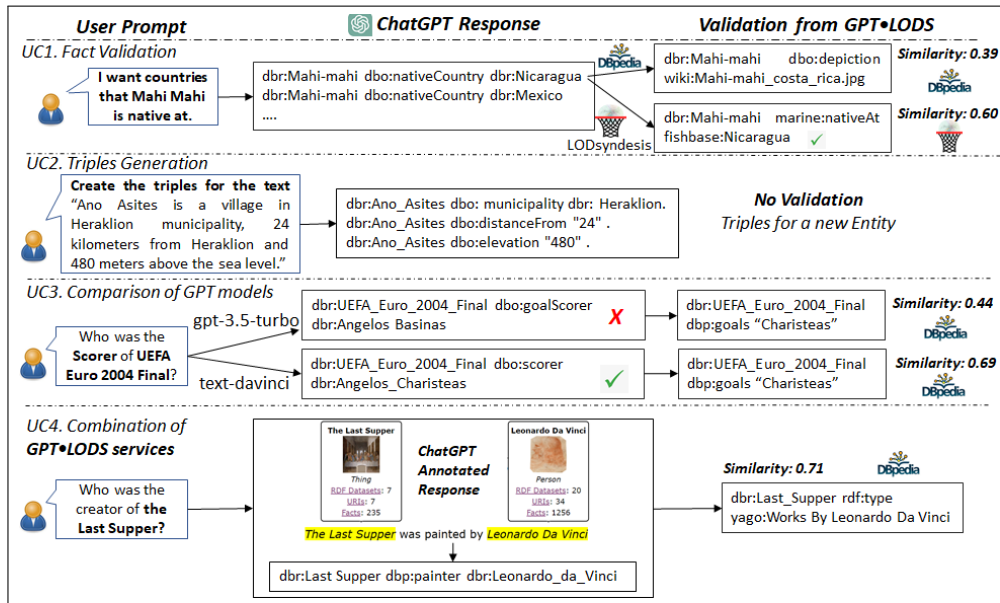 User Prompt
ChatGPT Response
Validation from GPT•LODS
UC1. Fact Validation
I want countries
that Mahi Mahi
is native at.
dbr:Mahi-mahi dbo:nativeCountry dbr:Nicaragua
dbr:Mahi-mahi dbo:nativeCountry dbr:Mexico
....
DBpedia
LODsyndesis
dbr:Mahi-mahi dbo:depiction
wiki:Mahi-mahi_costa_rica.jpg
Similarity: 0.39
DBpedia
dbr:Mahi-mahi marine:nativeAt
fishbase:Nicaragua
Similarity: 0.60
UC2. Triples Generation
Create the triples for the text
“Ano Asites is a village in
Heraklion municipality, 24
kilometers from Heraklion and
480 meters above the sea level.”
dbr:Ano_Asites dbo: municipality dbr: Heraklion.
dbr:Ano_Asites dbo:distanceFrom "24" .
dbr:Ano_Asites dbo:elevation "480" .
No Validation
Triples for a new Entity
UC3. Comparison of GPT models
Who was the
Scorer of UEFA
Euro 2004 Final?
gpt-3.5-turbo
text-davinci
dbr:UEFA_Euro_2004_Final dbo:goalScorer
dbr:Angelos Basinas
X
dbr:UEFA_Euro_2004_Final
dbp:goals “Charisteas”
Similarity: 0.44
DBpedia
dbr:UEFA_Euro_2004_Final dbo:scorer
dbr:Angelos_Charisteas
dbr:UEFA_Euro_2004_Final
dbp:goals “Charisteas”
Similarity: 0.69
DBpedia
UC4. Combination of
GPT•LODS services
Who was the
creator of the
Last Supper?
The Last Supper
Thing
RDF Datasets: 7
URIs: 7
Facts: 235
ChatGPT
Annotated
Response
Leonardo Da Vinci
Person
RDF Datasets: 20
URIs: 34
Facts: 1256
The Last Supper was painted by Leonardo Da Vinci
dbr:Last Supper dbp:painter dbr:Leonardo_da_Vinci
Similarity: 0.71
DBpedia
dbr:Last_Supper rdf:type
yago:Works By Leonardo Da Vinci